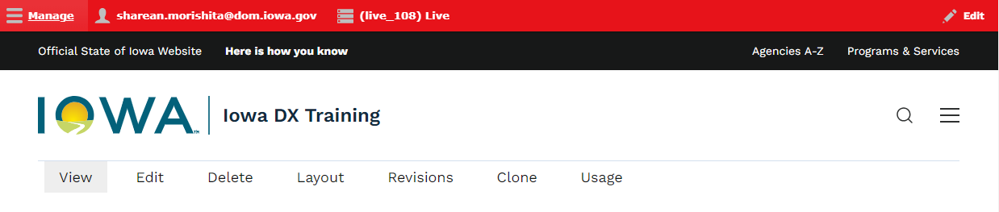 Manage sharean.morishita@dom.iowa.gov (live_108) Live Edit
Official State of Iowa Website Here is how you know Agencies A-Z Programs & Services
IOWA™ Iowa DX Training
View Edit Delete Layout Revisions Clone Usage